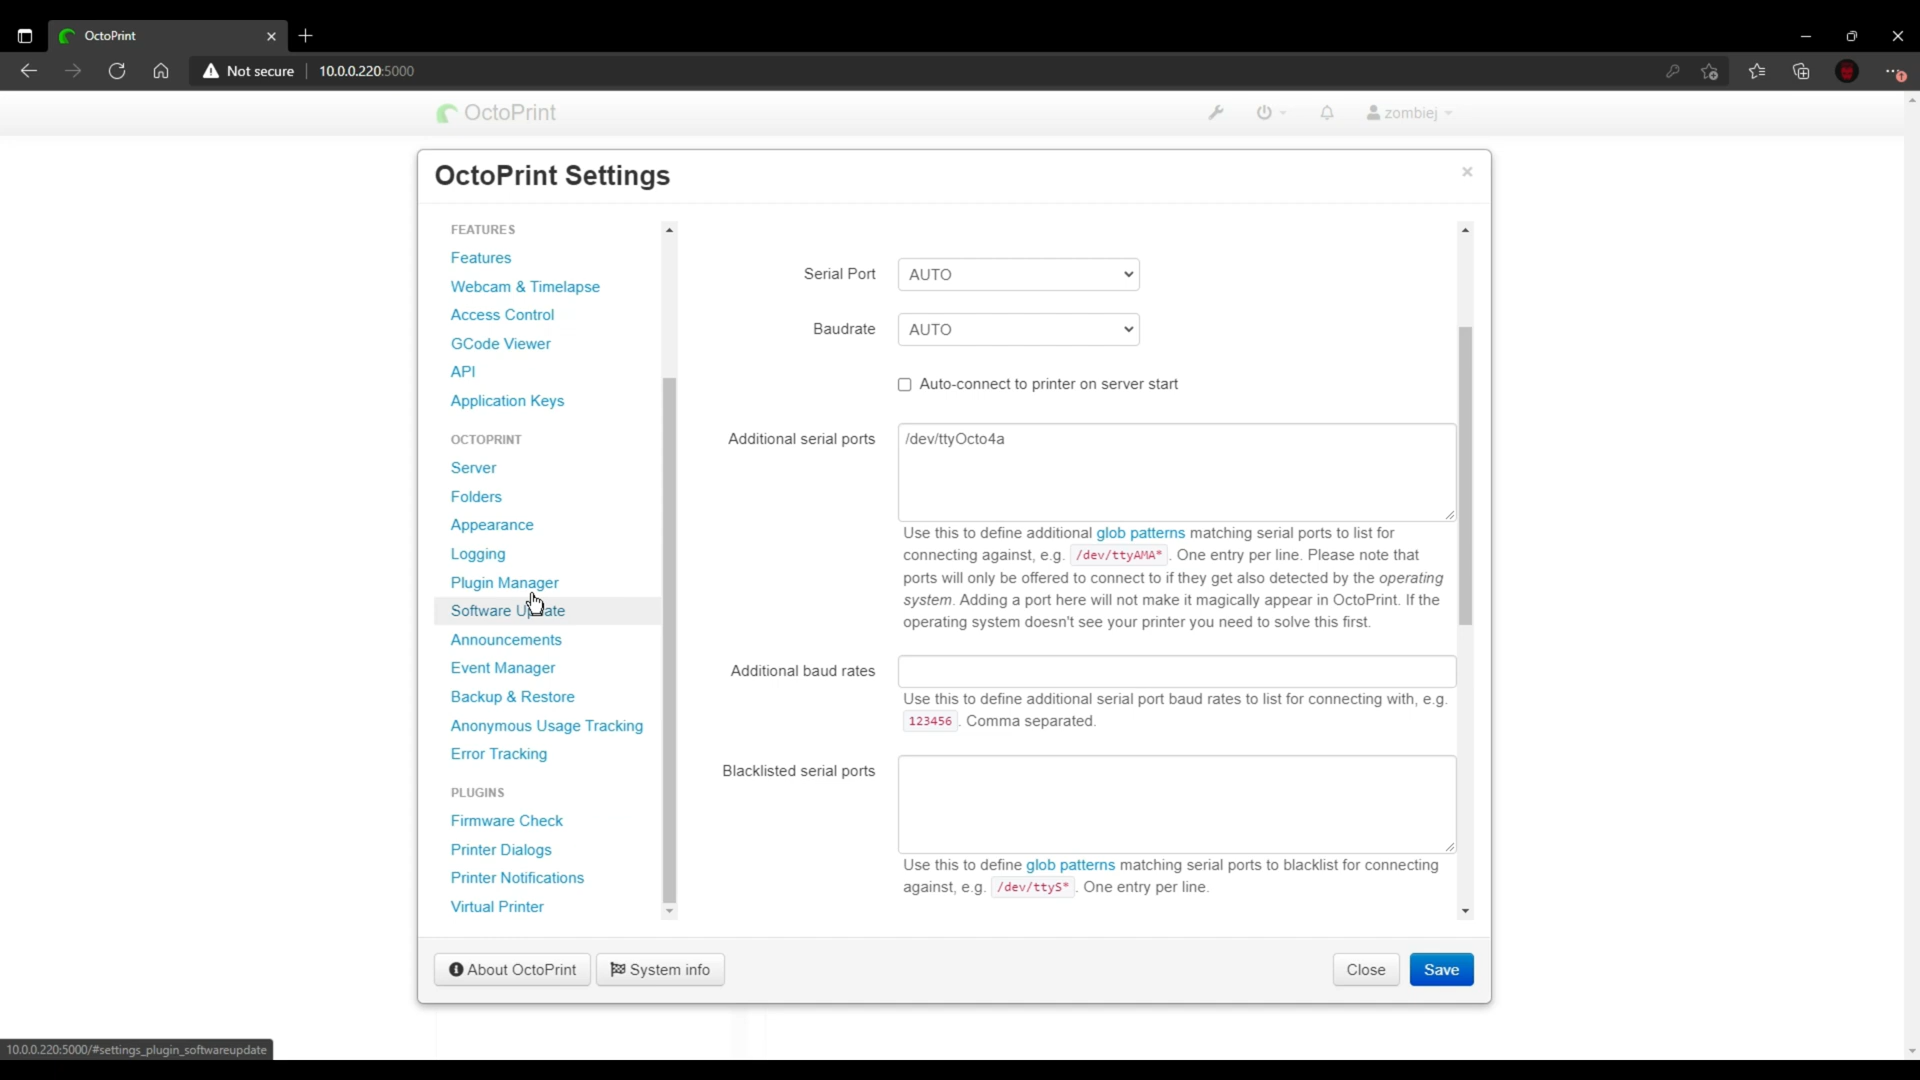 OctoPrint
Not secure 10.0.0.220:5000
OctoPrint
zombiej
OctoPrint Settings
FEATURES
Features
Webcam & Timelapse
Access Control
GCode Viewer
API
Application Keys
OCTOPRINT
Server
Folders
Appearance
Logging
Plugin Manager
Software Update
Announcements
Event Manager
Backup & Restore
Anonymous Usage Tracking
Error Tracking
PLUGINS
Firmware Check
Printer Dialogs
Printer Notifications
Virtual Printer
Serial Port AUTO
Baudrate AUTO
Auto-connect to printer on server start
Additional serial ports /dev/ttyOcto4a
Use this to define additional glob patterns matching serial ports to list for
connecting against, e.g. /dev/ttyAMA* . One entry per line. Please note that
ports will only be offered to connect to if they get also detected by the operating
system. Adding a port here will not make it magically appear in OctoPrint. If the
operating system doesn't see your printer you need to solve this first.
Additional baud rates
Use this to define additional serial port baud rates to list for connecting with, e.g.
123456 . Comma separated.
Blacklisted serial ports
Use this to define glob patterns matching serial ports to blacklist for connecting
against, e.g. /dev/ttyS* . One entry per line.
About OctoPrint System info Close Save
10.0.0.220:5000/#settings_plugin_softwareupdate